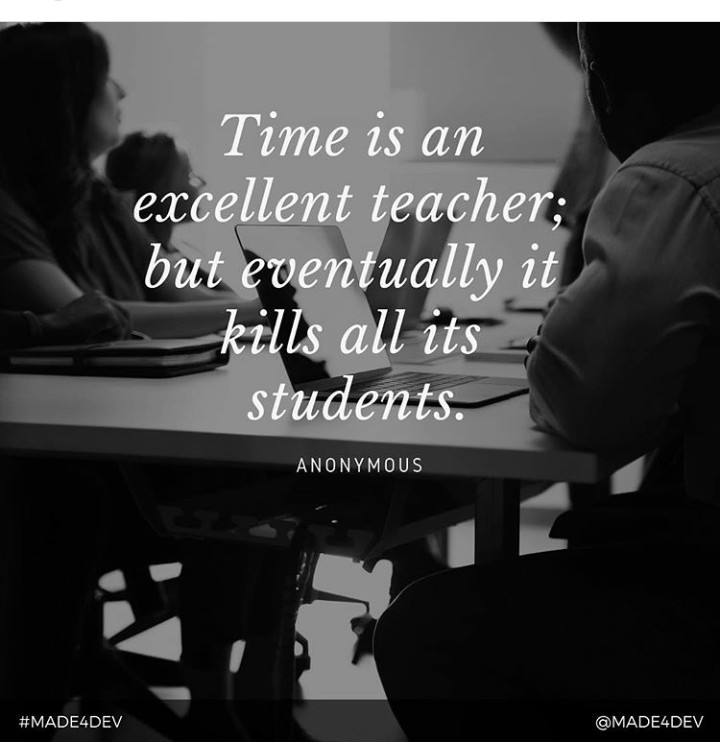 Time is an
excellent teacher;
but eventually it
kills all its
students.
ANONYMOUS
#MADE4DEV
@MADE4DEV